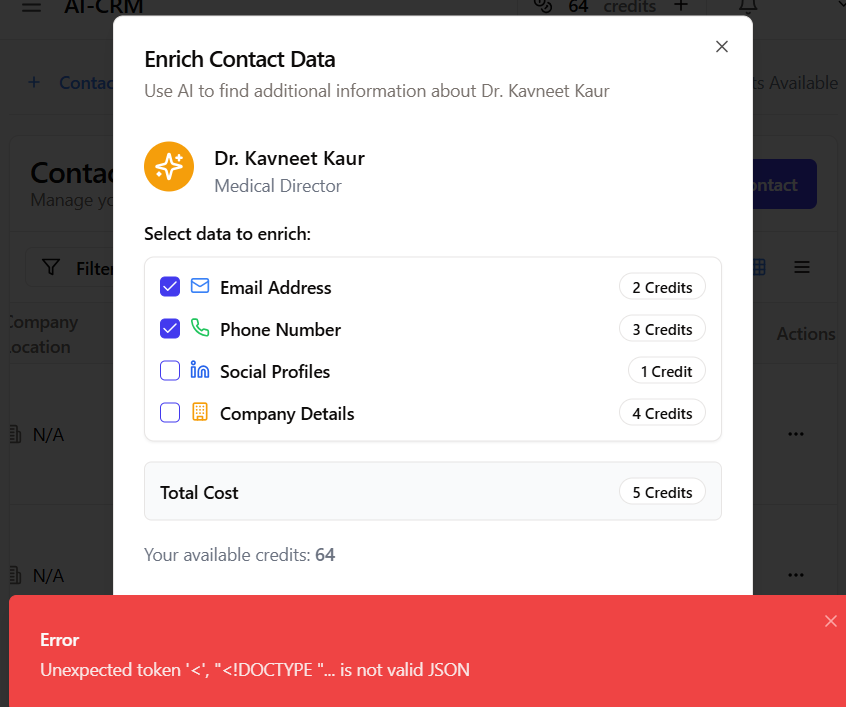 AI-CRM
64 credits +
Enrich Contact Data
Use AI to find additional information about Dr. Kavneet Kaur
+ Contac
ts Available
Dr. Kavneet Kaur
Medical Director
Contac
Manage yo
ontact
Select data to enrich:
Filter
Email Address 2 Credits
Phone Number 3 Credits
Social Profiles 1 Credit
Company Details 4 Credits
Company
Location
Actions
N/A
Total Cost 5 Credits
Your available credits: 64
N/A
Error
Unexpected token '<', "<!DOCTYPE "... is not valid JSON